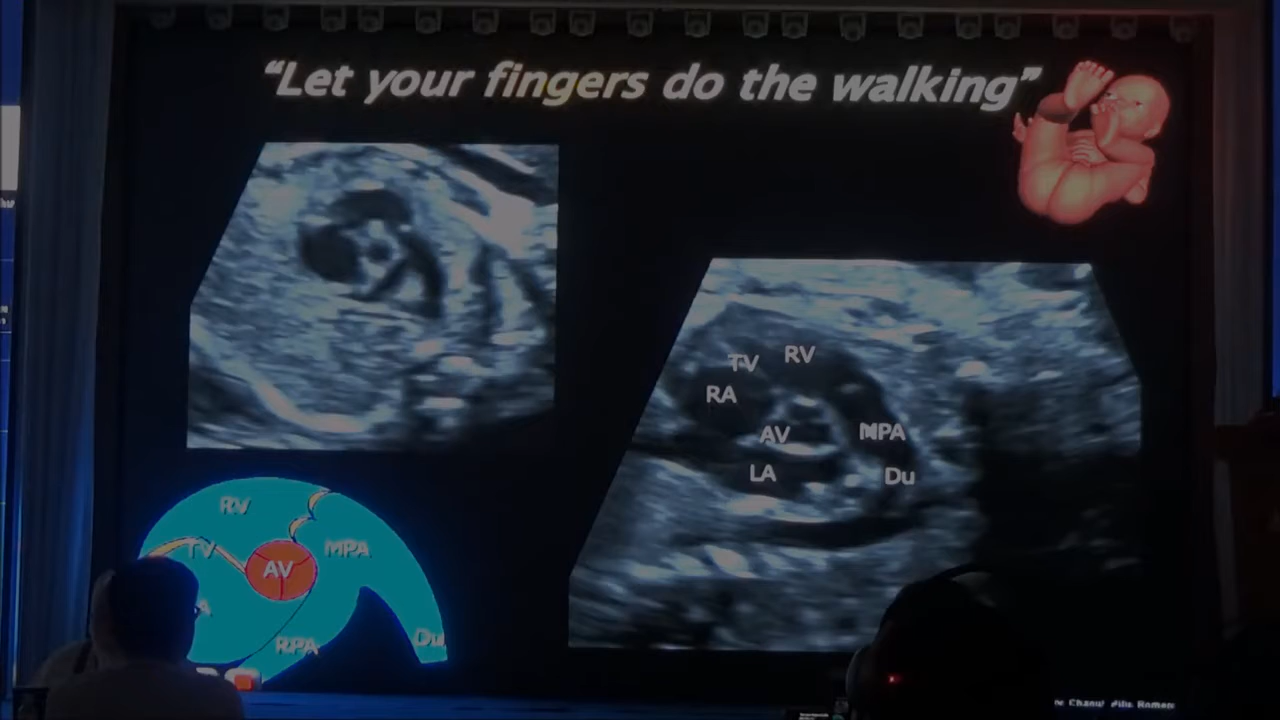 “Let your fingers do the walking”
TV
RV
RA
AV
MPA
LA
Du
RV
TV
AV
MPA
RPA
Du